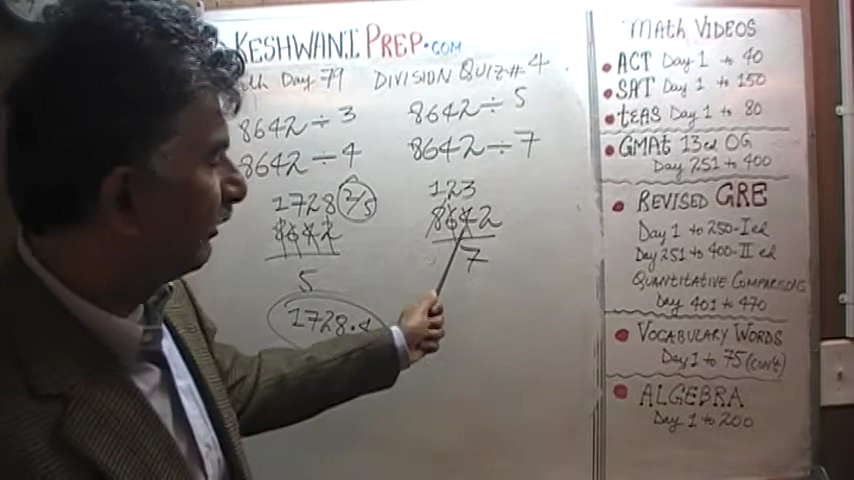 KESHWANI PREP.COM
Day 79 DIVISION QUIZ # 4
8642 ÷ 3 8642 ÷ 5
8642 ÷ 4 8642 ÷ 7
1728 2/5 123
8642 8642
5 7
1728.4
MATH VIDEOS
ACT Day 1 to 40
SAT Day 1 to 150
tEAS Day 1 to 80
GMAt 13ed OG
Day 251 to 400
REVISED GRE
Day 1 to 250-I ed
Day 251 to 400-II ed
QUANTITATIVE COMPARISONS
Day 401 to 470
VOCABULARY WORDS
Day 1 to 75 (con't)
ALGEBRA
Day 1 to 200